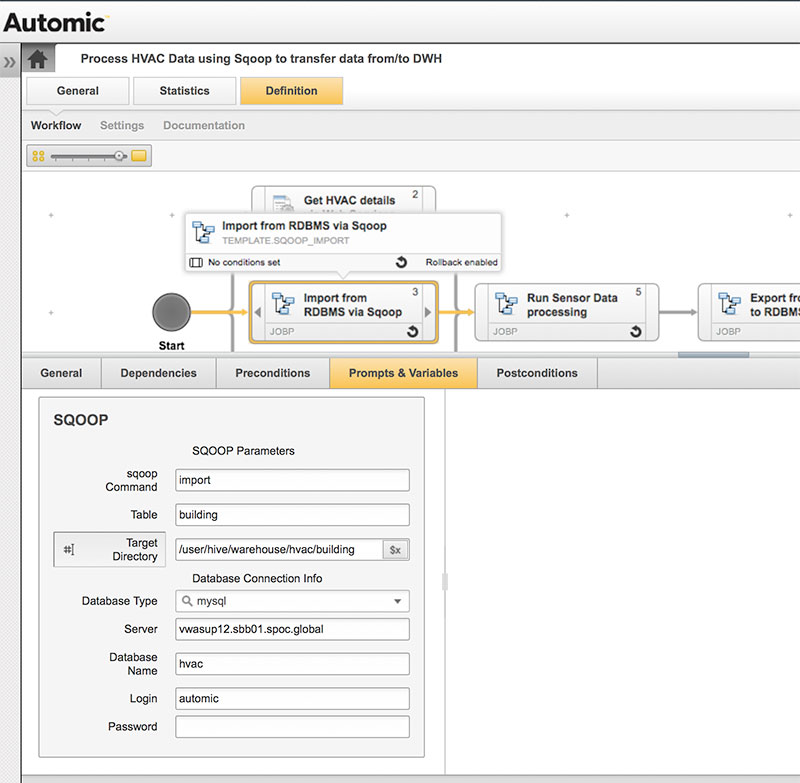 Automic
Process HVAC Data using Sqoop to transfer data from/to DWH
General
Statistics
Definition
Workflow
Settings
Documentation
Get HVAC details
2
Import from RDBMS via Sqoop
TEMPLATE.SQOOP_IMPORT
No conditions set
Rollback enabled
Start
Import from
RDBMS via Sqoop
3
JOBP
Run Sensor Data
processing
5
JOBP
Export fro
to RDBMS
JOBP
General
Dependencies
Preconditions
Prompts & Variables
Postconditions
SQOOP
SQOOP Parameters
sqoop
Command
import
Table
building
Target
Directory
/user/hive/warehouse/hvac/building
$x
Database Connection Info
Database Type
mysql
Server
vwasup12.sbb01.spoc.global
Database
Name
hvac
Login
automic
Password